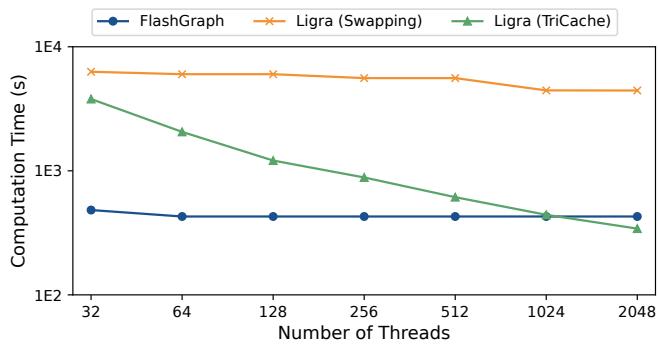 FlashGraph Ligra (Swapping) Ligra (TriCache)
1E4
1E3
1E2
Computation Time (s)
32 64 128 256 512 1024 2048
Number of Threads